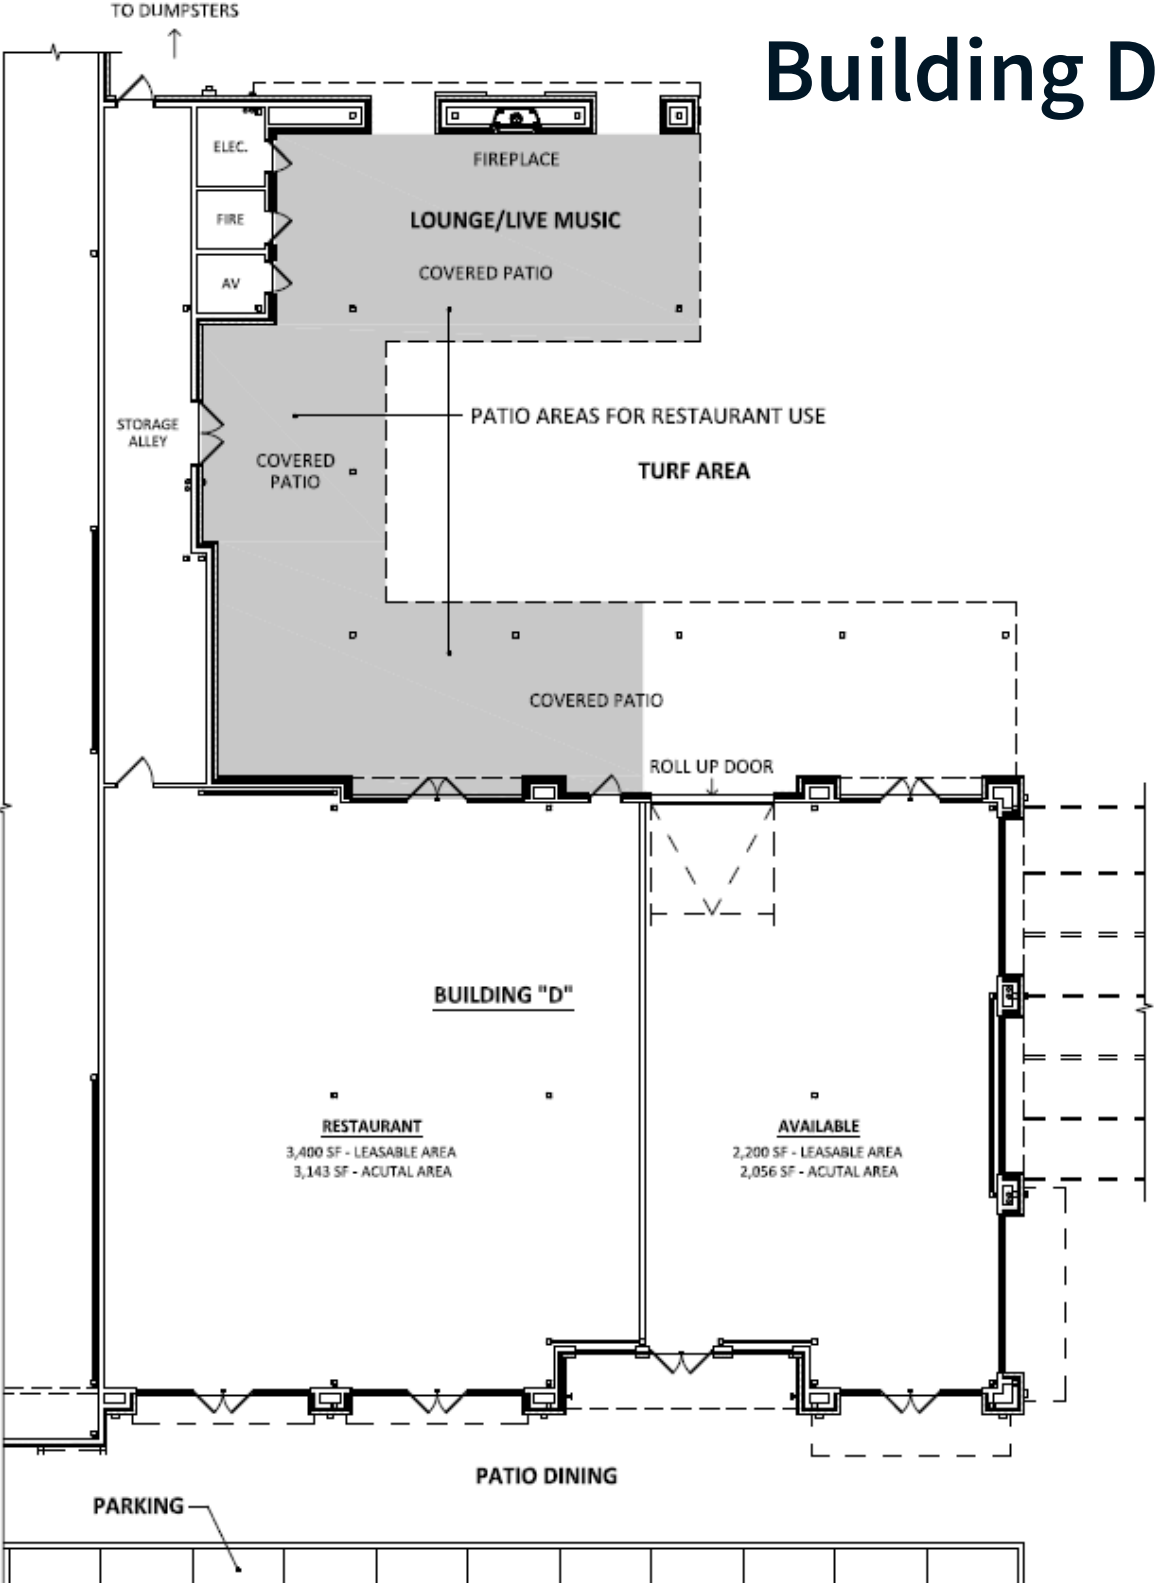 TO DUMPSTERS
Building D
ELEC.
FIREPLACE
FIRE
LOUNGE/LIVE MUSIC
COVERED PATIO
AV
PATIO AREAS FOR RESTAURANT USE
STORAGE
ALLEY
COVERED
PATIO
TURF AREA
COVERED PATIO
ROLL UP DOOR
BUILDING "D"
RESTAURANT
3,400 SF - LEASABLE AREA
3,143 SF - ACUTAL AREA
AVAILABLE
2,200 SF - LEASABLE AREA
2,056 SF - ACUTAL AREA
PATIO DINING
PARKING